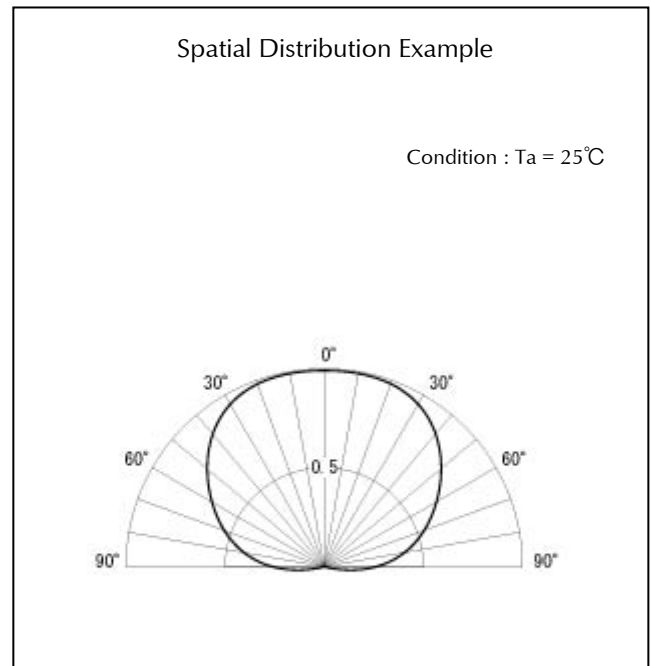 Spatial Distribution Example
Condition : Ta = 25℃
0°
30° 30°
60° 60°
0. 5
90° 90°